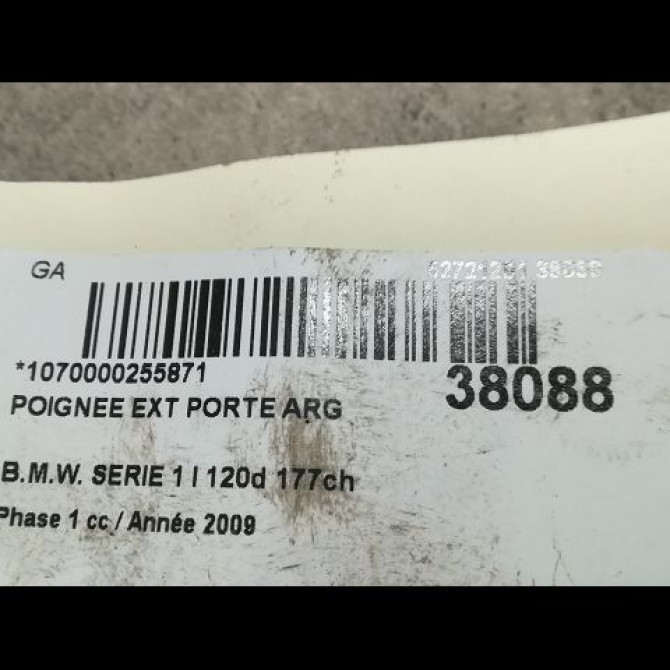 GA
*1070000255871
38088
POIGNEE EXT PORTE ARG
B.M.W. SERIE 1 I 120d 177ch
Phase 1 cc / Année 2009